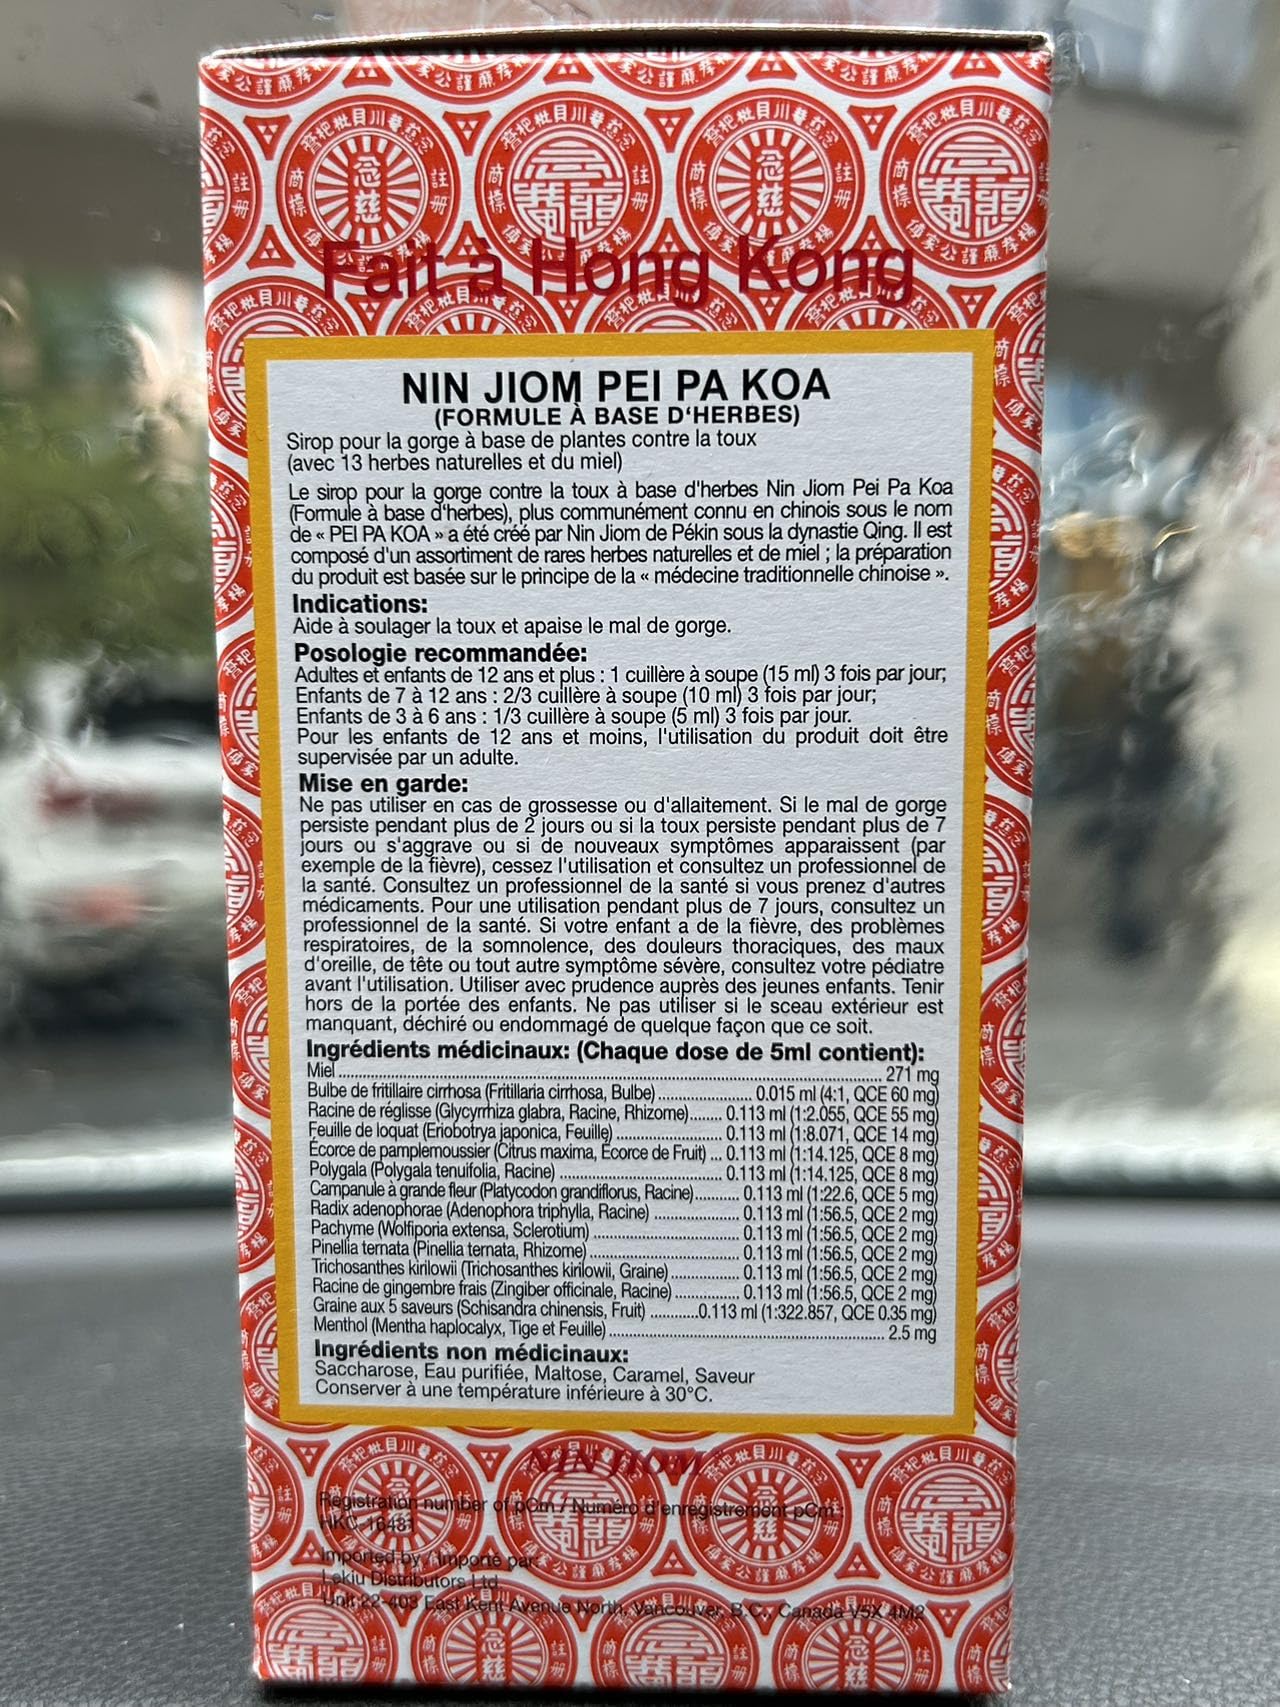 Fait à Hong Kong
NIN JIOM PEI PA KOA
(FORMULE À BASE D‘HERBES)
Sirop pour la gorge à base de plantes contre la toux
(avec 13 herbes naturelles et du miel)
Le sirop pour la gorge contre la toux à base d'herbes Nin Jiom Pei Pa Koa
(Formule à base d‘herbes), plus communément connu en chinois sous le nom
de « PEI PA KOA » a été créé par Nin Jiom de Pékin sous la dynastie Qing. Il est
composé d'un assortiment de rares herbes naturelles et de miel ; la préparation
du produit est basée sur le principe de la « médecine traditionnelle chinoise ».
Indications:
Aide à soulager la toux et apaise le mal de gorge.
Posologie recommandée:
Adultes et enfants de 12 ans et plus : 1 cuillère à soupe (15 ml) 3 fois par jour;
Enfants de 7 à 12 ans : 2/3 cuillère à soupe (10 ml) 3 fois par jour;
Enfants de 3 à 6 ans : 1/3 cuillère à soupe (5 ml) 3 fois par jour.
Pour les enfants de 12 ans et moins, l'utilisation du produit doit être
supervisée par un adulte.
Mise en garde:
Ne pas utiliser en cas de grossesse ou d'allaitement. Si le mal de gorge
persiste pendant plus de 2 jours ou si la toux persiste pendant plus de 7
jours ou s'aggrave ou si de nouveaux symptômes apparaissent (par
exemple de la fièvre), cessez l'utilisation et consultez un professionnel de
la santé. Consultez un professionnel de la santé si vous prenez d'autres
médicaments. Pour une utilisation pendant plus de 7 jours, consultez un
professionnel de la santé. Si votre enfant a de la fièvre, des problèmes
respiratoires, de la somnolence, des douleurs thoraciques, des maux
d'oreille, de tête ou tout autre symptôme sévère, consultez votre pédiatre
avant l'utilisation. Utiliser avec prudence auprès des jeunes enfants. Tenir
hors de la portée des enfants. Ne pas utiliser si le sceau extérieur est
manquant, déchiré ou endommagé de quelque façon que ce soit.
Ingrédients médicinaux: (Chaque dose de 5ml contient):
Miel ........ 271 mg
Bulbe de fritillaire cirrhosa (Fritillaria cirrhosa, Bulbe) ........ 0.015 ml (4:1, QCE 60 mg)
Racine de réglisse (Glycyrrhiza glabra, Racine, Rhizome)........ 0.113 ml (1:2.055, QCE 55 mg)
Feuille de loquat (Eriobotrya japonica, Feuille) ........ 0.113 ml (1:8.071, QCE 14 mg)
Écorce de pamplemoussier (Citrus maxima, Écorce de Fruit) ... 0.113 ml (1:14.125, QCE 8 mg)
Polygala (Polygala tenuifolia, Racine) ........ 0.113 ml (1:14.125, QCE 8 mg)
Campanule à grande fleur (Platycodon grandiflorus, Racine)........ 0.113 ml (1:22.6, QCE 5 mg)
Radix adenophorae (Adenophora triphylla, Racine) ........ 0.113 ml (1:56.5, QCE 2 mg)
Pachyme (Wolfiporia extensa, Sclerotium) ........ 0.113 ml (1:56.5, QCE 2 mg)
Pinellia ternata (Pinellia ternata, Rhizome) ........ 0.113 ml (1:56.5, QCE 2 mg)
Trichosanthes kirilowii (Trichosanthes kirilowii, Graine) ........ 0.113 ml (1:56.5, QCE 2 mg)
Racine de gingembre frais (Zingiber officinale, Racine) ........ 0.113 ml (1:56.5, QCE 2 mg)
Graine aux 5 saveurs (Schisandra chinensis, Fruit) ........0.113 ml (1:322.857, QCE 0.35 mg)
Menthol (Mentha haplocalyx, Tige et Feuille) ........ 2.5 mg
Ingrédients non médicinaux:
Saccharose, Eau purifiée, Maltose, Caramel, Saveur
Conserver à une température inférieure à 30°C.
NIN JIOM
Registration number of pCm / Numéro d'enregistrement pCm :
HKC-16431
Imported by / Importé par:
Lekiu Distributors Ltd.
Unit 22-403 East Kent Avenue North, Vancouver, B.C., Canada V5X 4M2